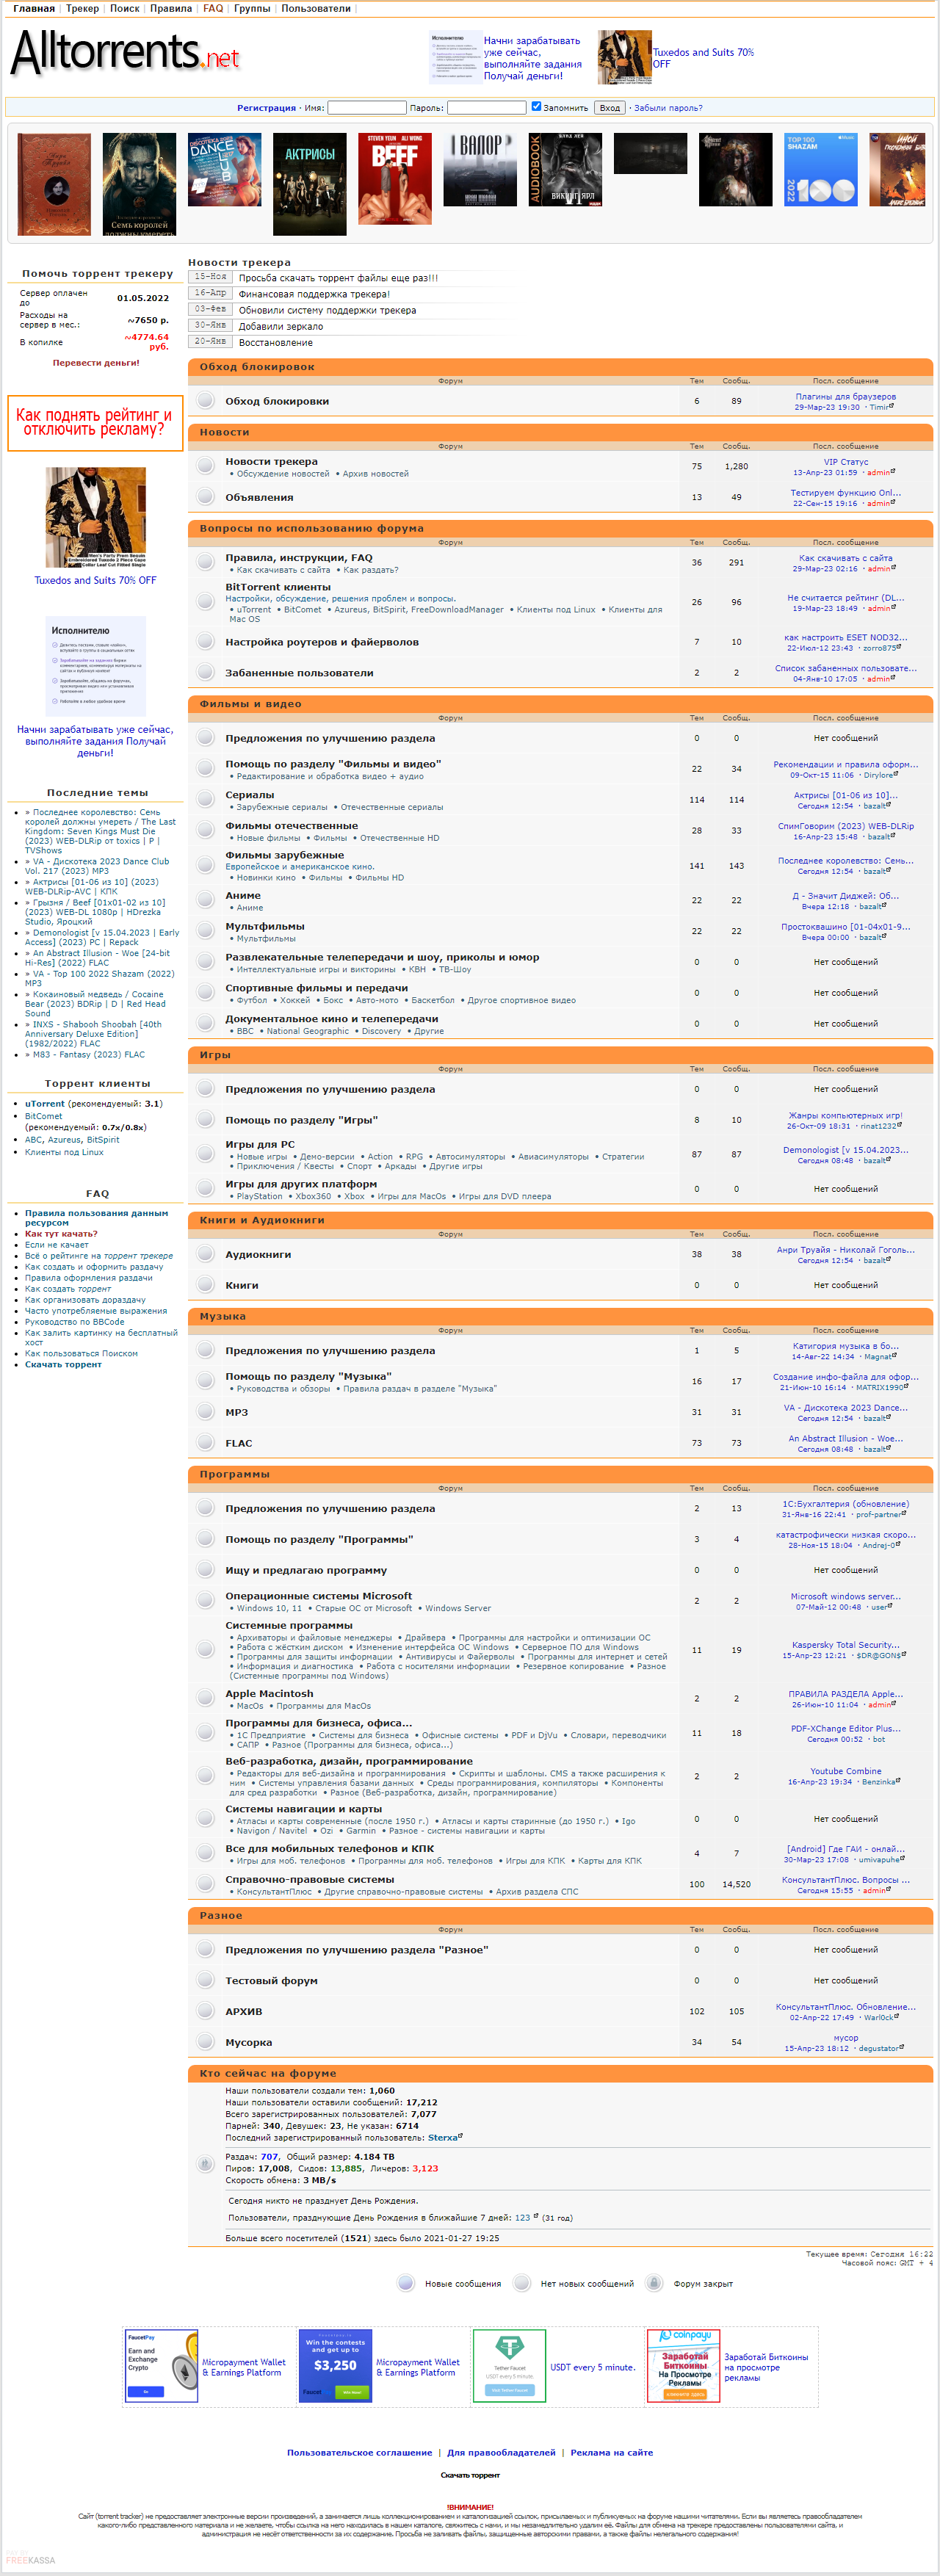 Главная | Трекер | Поиск | Правила | FAQ | Группы | Пользователи |
Alltorrents.net
Начни зарабатывать
уже сейчас,
выполняйте задания
Получай деньги!
Tuxedos and Suits 70%
OFF
Регистрация · Имя: Пароль: Запомнить Вход · Забыли пароль?
АКТРИСЫ
STEVEN YEUN ALI WONG
BEEF
AUDIOBOOK
TOP 100
SHAZAM
2022
100
Помочь торрент трекеру
Сервер оплачен
до
01.05.2022
Расходы на
сервер в мес.:
~7650 р.
В копилке
~4774.64
руб.
Перевести деньги!
Как поднять рейтинг и
отключить рекламу?
Tuxedos and Suits 70% OFF
Исполнителю
Начни зарабатывать уже сейчас,
выполняйте задания Получай
деньги!
Последние темы
» Последнее королевство: Семь
королей должны умереть / The Last
Kingdom: Seven Kings Must Die
(2023) WEB-DLRip от toxics | P |
TVShows
» VA - Дискотека 2023 Dance Club
Vol. 217 (2023) MP3
» Актрисы [01-06 из 10] (2023)
WEB-DLRip-AVC | КПК
» Грызня / Beef [01x01-02 из 10]
(2023) WEB-DL 1080p | HDrezka
Studio, Яроцкий
» Demonologist [v 15.04.2023 | Early
Access] (2023) PC | Repack
» An Abstract Illusion - Woe [24-bit
Hi-Res] (2022) FLAC
» VA - Top 100 2022 Shazam (2022)
MP3
» Кокаиновый медведь / Cocaine
Bear (2023) BDRip | D | Red Head
Sound
» INXS - Shabooh Shoobah [40th
Anniversary Deluxe Edition]
(1982/2022) FLAC
» M83 - Fantasy (2023) FLAC
Торрент клиенты
uTorrent (рекомендуемый: 3.1)
BitComet
(рекомендуемый: 0.7x/0.8x)
ABC, Azureus, BitSpirit
Клиенты под Linux
FAQ
Правила пользования данным
ресурсом
Как тут качать?
Если не качает
Всё о рейтинге на торрент трекере
Как создать и оформить раздачу
Правила оформления раздачи
Как создать торрент
Как организовать дораздачу
Часто употребляемые выражения
Руководство по BBCode
Как залить картинку на бесплатный
хост
Как пользоваться Поиском
Скачать торрент
Новости трекера
15-Ноя Просьба скачать торрент файлы еще раз!!!
16-Апр Финансовая поддержка трекера!
03-Фев Обновили систему поддержки трекера
30-Янв Добавили зеркало
20-Янв Восстановление
Обход блокировок
Форум Тем Сообщ. Посл. сообщение
Обход блокировки 6 89 Плагины для браузеров
29-Мар-23 19:30 · Timir
Новости
Форум Тем Сообщ. Посл. сообщение
Новости трекера 75 1,280 VIP Статус
• Обсуждение новостей • Архив новостей 13-Апр-23 01:59 · admin
Объявления 13 49 Тестируем функцию Onl...
22-Сен-15 19:16 · admin
Вопросы по использованию форума
Форум Тем Сообщ. Посл. сообщение
Правила, инструкции, FAQ 36 291 Как скачивать с сайта
• Как скачивать с сайта • Как раздать? 29-Мар-23 02:16 · admin
BitTorrent клиенты
Настройки, обсуждение, решения проблем и вопросы. 26 96 Не считается рейтинг (DL...
• uTorrent • BitComet • Azureus, BitSpirit, FreeDownloadManager • Клиенты под Linux • Клиенты для 19-Мар-23 18:49 · admin
Mac OS
Настройка роутеров и файерволов 7 10 как настроить ESET NOD32...
22-Июл-12 23:43 · zorro875
Забаненные пользователи 2 2 Список забаненных пользовате...
04-Янв-10 17:05 · admin
Фильмы и видео
Форум Тем Сообщ. Посл. сообщение
Предложения по улучшению раздела 0 0 Нет сообщений
Помощь по разделу "Фильмы и видео" 22 34 Рекомендации и правила оформ...
• Редактирование и обработка видео + аудио 09-Окт-15 11:06 · Dirylore
Сериалы 114 114 Актрисы [01-06 из 10]...
• Зарубежные сериалы • Отечественные сериалы Сегодня 12:54 · bazalt
Фильмы отечественные 28 33 СпимГоворим (2023) WEB-DLRip
• Новые фильмы • Фильмы • Отечественные HD 16-Апр-23 15:48 · bazalt
Фильмы зарубежные
Европейское и американское кино. 141 143 Последнее королевство: Семь...
• Новинки кино • Фильмы • Фильмы HD Сегодня 12:54 · bazalt
Аниме 22 22 Д - Значит Диджей: Об...
• Аниме Вчера 12:18 · bazalt
Мультфильмы 22 22 Простоквашино [01-04x01-9...
• Мультфильмы Вчера 00:00 · bazalt
Развлекательные телепередачи и шоу, приколы и юмор 0 0 Нет сообщений
• Интеллектуальные игры и викторины • КВН • ТВ-Шоу
Спортивные фильмы и передачи 0 0 Нет сообщений
• Футбол • Хоккей • Бокс • Авто-мото • Баскетбол • Другое спортивное видео
Документальное кино и телепередачи 0 0 Нет сообщений
• BBC • National Geographic • Discovery • Другие
Игры
Форум Тем Сообщ. Посл. сообщение
Предложения по улучшению раздела 0 0 Нет сообщений
Помощь по разделу "Игры" 8 10 Жанры компьютерных игр!
26-Окт-09 18:31 · rinat1232
Игры для PC 87 87 Demonologist [v 15.04.2023...
• Новые игры • Демо-версии • Action • RPG • Автосимуляторы • Авиасимуляторы • Стратегии Сегодня 08:48 · bazalt
• Приключения / Квесты • Спорт • Аркады • Другие игры
Игры для других платформ 0 0 Нет сообщений
• PlayStation • Xbox360 • Xbox • Игры для MacOs • Игры для DVD плеера
Книги и Аудиокниги
Форум Тем Сообщ. Посл. сообщение
Аудиокниги 38 38 Анри Труайя - Николай Гоголь...
Сегодня 12:54 · bazalt
Книги 0 0 Нет сообщений
Музыка
Форум Тем Сообщ. Посл. сообщение
Предложения по улучшению раздела 1 5 Катигория музыка в бо...
14-Авг-22 14:34 · Magnat
Помощь по разделу "Музыка" 16 17 Создание инфо-файла для офор...
• Руководства и обзоры • Правила раздач в разделе "Музыка" 21-Июн-10 16:14 · MATRIX1990
MP3 31 31 VA - Дискотека 2023 Dance...
Сегодня 12:54 · bazalt
FLAC 73 73 An Abstract Illusion - Woe...
Сегодня 08:48 · bazalt
Программы
Форум Тем Сообщ. Посл. сообщение
Предложения по улучшению раздела 2 13 1С:Бухгалтерия (обновление)
31-Янв-16 22:41 · prof-partner
Помощь по разделу "Программы" 3 4 катастрофически низкая скоро...
28-Ноя-15 18:04 · Andrej-0
Ищу и предлагаю программу 0 0 Нет сообщений
Операционные системы Microsoft 2 2 Microsoft windows server...
• Windows 10, 11 • Старые ОС от Microsoft • Windows Server 07-Май-12 00:48 · user
Системные программы
• Архиваторы и файловые менеджеры • Драйвера • Программы для настройки и оптимизации ОС
• Работа с жёстким диском • Изменение интерфейса ОС Windows • Серверное ПО для Windows 11 19 Kaspersky Total Security...
• Программы для защиты информации • Антивирусы и Файерволы • Программы для интернет и сетей 15-Апр-23 12:21 · $DR@GON$
• Информация и диагностика • Работа с носителями информации • Резервное копирование • Разное
(Системные программы под Windows)
Apple Macintosh 2 2 ПРАВИЛА РАЗДЕЛА Apple...
• MacOs • Программы для MacOs 26-Июн-10 11:04 · admin
Программы для бизнеса, офиса... 11 18 PDF-XChange Editor Plus...
• 1С Предприятие • Системы для бизнеса • Офисные системы • PDF и DjVu • Словари, переводчики Сегодня 00:52 · bot
• САПР • Разное (Программы для бизнеса, офиса...)
Веб-разработка, дизайн, программирование
• Редакторы для веб-дизайна и программирования • Скрипты и шаблоны. CMS а также расширения к 2 2 Youtube Combine
ним • Системы управления базами данных • Среды программирования, компиляторы • Компоненты 16-Апр-23 19:34 · Benzinka
для сред разработки • Разное (Веб-разработка, дизайн, программирование)
Системы навигации и карты
• Атласы и карты современные (после 1950 г.) • Атласы и карты старинные (до 1950 г.) • Igo 0 0 Нет сообщений
• Navigon / Navitel • Ozi • Garmin • Разное - системы навигации и карты
Все для мобильных телефонов и КПК 4 7 [Android] Где ГАИ - онлай...
• Игры для моб. телефонов • Программы для моб. телефонов • Игры для КПК • Карты для КПК 30-Мар-23 17:08 · umivapuhe
Справочно-правовые системы 100 14,520 КонсультантПлюс. Вопросы ...
• КонсультантПлюс • Другие справочно-правовые системы • Архив раздела СПС Сегодня 15:55 · admin
Разное
Форум Тем Сообщ. Посл. сообщение
Предложения по улучшению раздела "Разное" 0 0 Нет сообщений
Тестовый форум 0 0 Нет сообщений
АРХИВ 102 105 КонсультантПлюс. Обновление...
02-Апр-22 17:49 · Warl0ck
Мусорка 34 54 мусор
15-Апр-23 18:12 · degustator
Кто сейчас на форуме
Наши пользователи создали тем: 1,060
Наши пользователи оставили сообщений: 17,212
Всего зарегистрированных пользователей: 7,077
Парней: 340, Девушек: 23, Не указан: 6714
Последний зарегистрированный пользователь: Sterxa
Раздач: 707, Общий размер: 4.184 TB
Пиров: 17,008, Сидов: 13,885, Личеров: 3,123
Скорость обмена: 3 MB/s
Сегодня никто не празднует День Рождения.
Пользователи, празднующие День Рождения в ближайшие 7 дней: 123 (31 год)
Больше всего посетителей (1521) здесь было 2021-01-27 19:25
Текущее время: Сегодня 16:22
Часовой пояс: GMT + 4
Новые сообщения Нет новых сообщений Форум закрыт
FaucetPay
Earn and
Exchange
Crypto
Micropayment Wallet
& Earnings Platform
Win the contests
and get up to
$3,250
Micropayment Wallet
& Earnings Platform
Tether Faucet
USDT every 5 minute.
USDT every 5 minute.
coinpayu
Заработай
Биткоины
На Просмотре
Рекламы
Заработай Биткоины
на просмотре
рекламы
Пользовательское соглашение | Для правообладателей | Реклама на сайте
Скачать торрент
!ВНИМАНИЕ!
Сайт (torrent tracker) не предоставляет электронные версии произведений, а занимается лишь коллекционированием и каталогизацией ссылок, присылаемых и публикуемых на форуме нашими читателями. Если вы являетесь правообладателем
какого-либо представленного материала и не желаете, чтобы ссылка на него находилась в нашем каталоге, свяжитесь с нами, и мы незамедлительно удалим её. Файлы для обмена на трекере предоставлены пользователями сайта, и
администрация не несёт ответственности за их содержание. Просьба не заливать файлы, защищенные авторскими правами, а также файлы нелегального содержания!
FREEKASSA